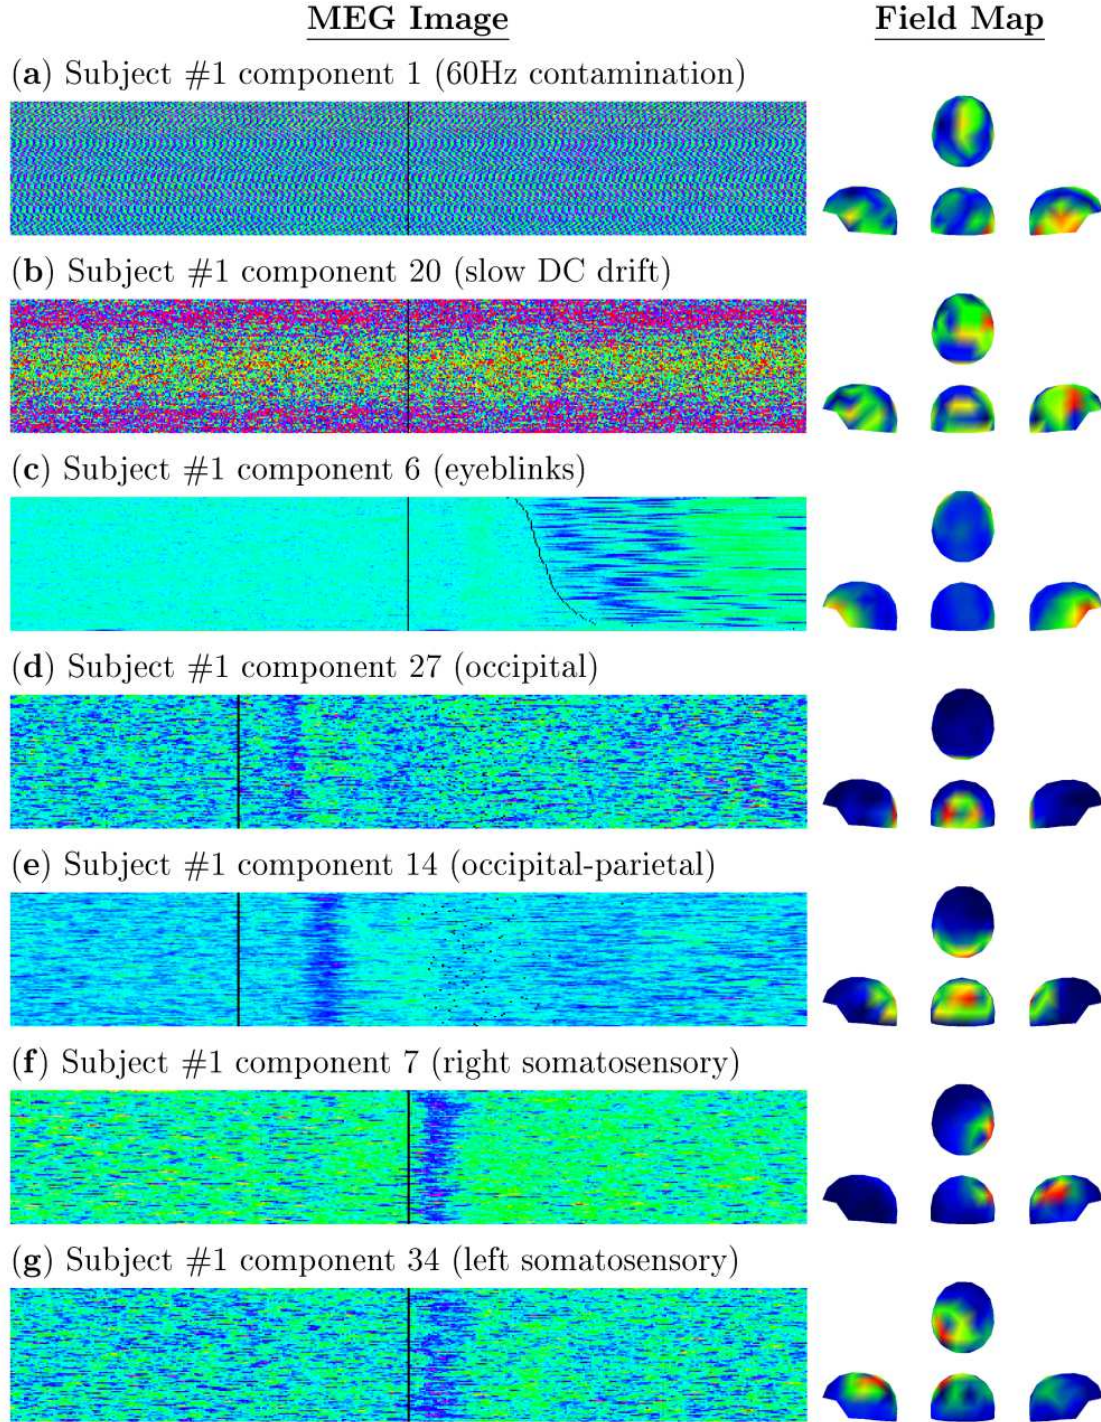 MEG Image Field Map
(a) Subject #1 component 1 (60Hz contamination)
(b) Subject #1 component 20 (slow DC drift)
(c) Subject #1 component 6 (eyeblinks)
(d) Subject #1 component 27 (occipital)
(e) Subject #1 component 14 (occipital-parietal)
(f) Subject #1 component 7 (right somatosensory)
(g) Subject #1 component 34 (left somatosensory)